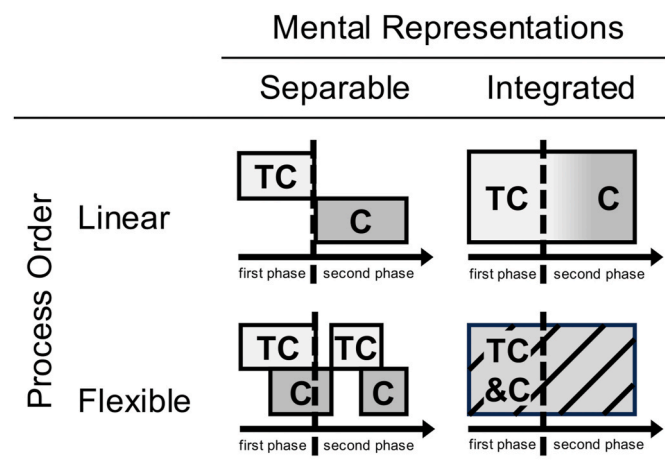 Mental Representations
Separable Integrated
Process Order
Linear
TC
C
first phase second phase
TC C
first phase second phase
Flexible
TC TC
C C
first phase second phase
TC
&C
first phase second phase